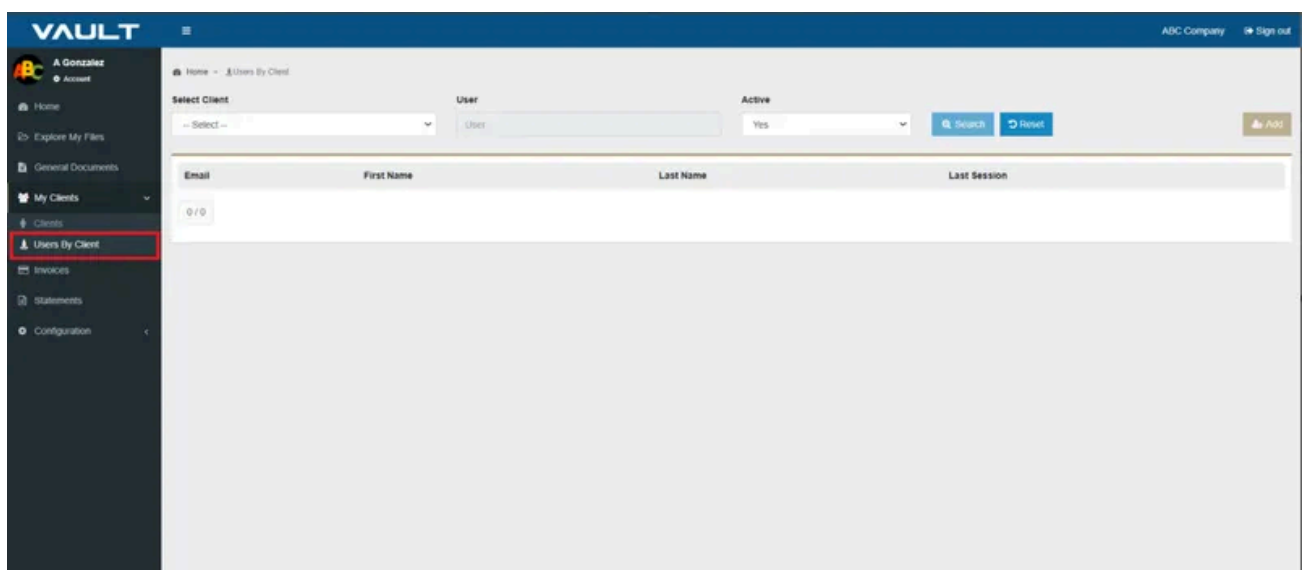 VAULT
ABC Company Sign out
A Gonzalez
Account
Home
Explore My Files
General Documents
My Clients
Clients
Users By Client
Invoices
Statements
Configuration
Home - Users By Client
Select Client User Active
-- Select -- User Yes Search Reset Add
Email First Name Last Name Last Session
0 / 0